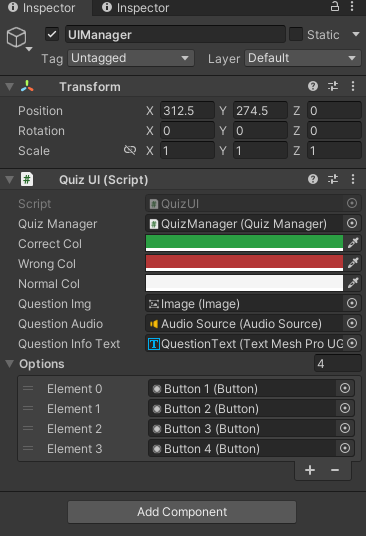 Inspector Inspector
UIManager Static
Tag Untagged Layer Default
Transform
Position X 312.5 Y 274.5 Z 0
Rotation X 0 Y 0 Z 0
Scale X 1 Y 1 Z 1
# Quiz UI (Script)
Script # QuizUI
Quiz Manager # QuizManager (Quiz Manager)
Correct Col
Wrong Col
Normal Col
Question Img Image (Image)
Question Audio Audio Source (Audio Source)
Question Info Text T QuestionText (Text Mesh Pro UG
Options 4
Element 0 Button 1 (Button)
Element 1 Button 2 (Button)
Element 2 Button 3 (Button)
Element 3 Button 4 (Button)
+ −
Add Component